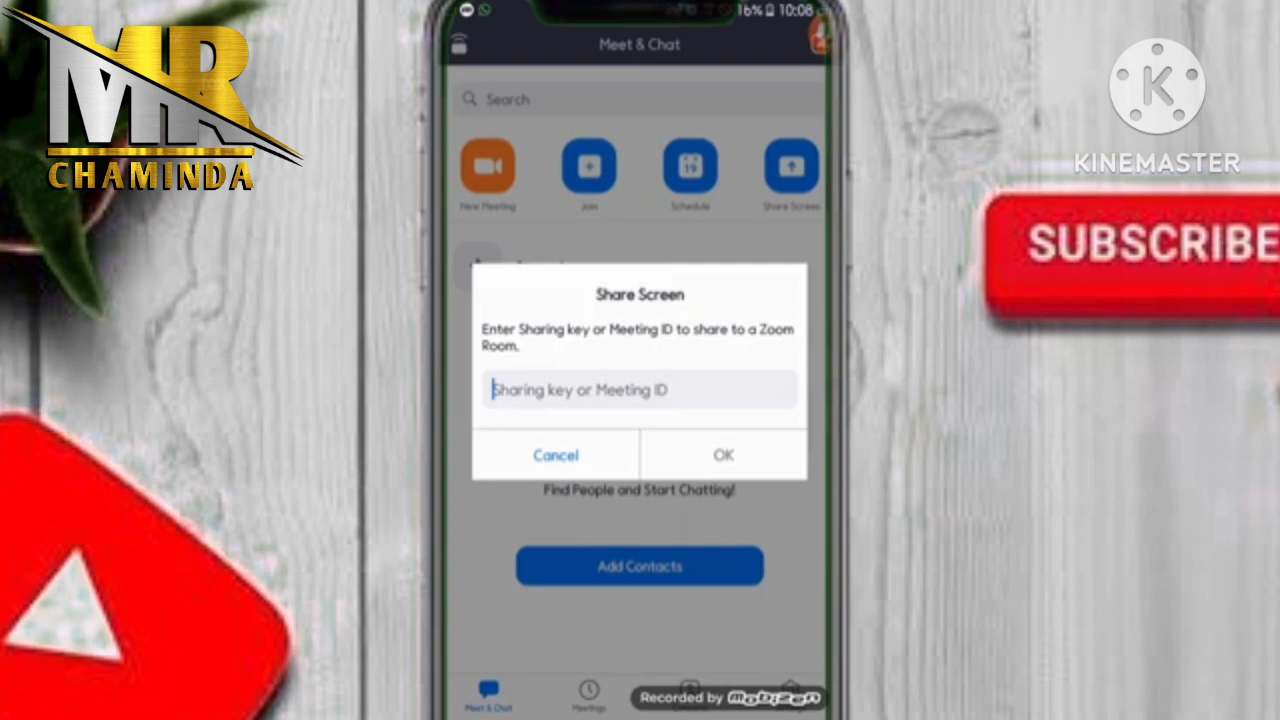 MR
CHAMINDA
16% 10:08
Meet & Chat
Search
New Meeting
Join
19
Schedule
Share Screen
Share Screen
Enter Sharing key or Meeting ID to share to a Zoom
Room.
Sharing key or Meeting ID
Cancel
OK
Find People and Start Chatting!
Add Contacts
Meet & Chat
Meetings
Recorded by mobizen
K
KINEMASTER
SUBSCRIBE